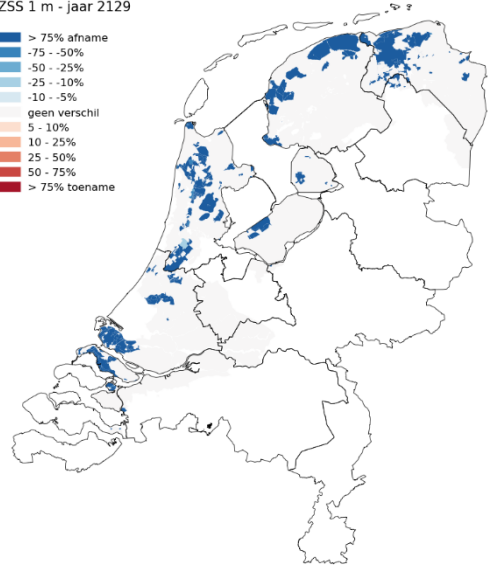 ZSS 1 m - jaar 2129
> 75% afname
-75 - -50%
-50 - -25%
-25 - -10%
-10 - -5%
geen verschil
5 - 10%
10 - 25%
25 - 50%
50 - 75%
> 75% toename